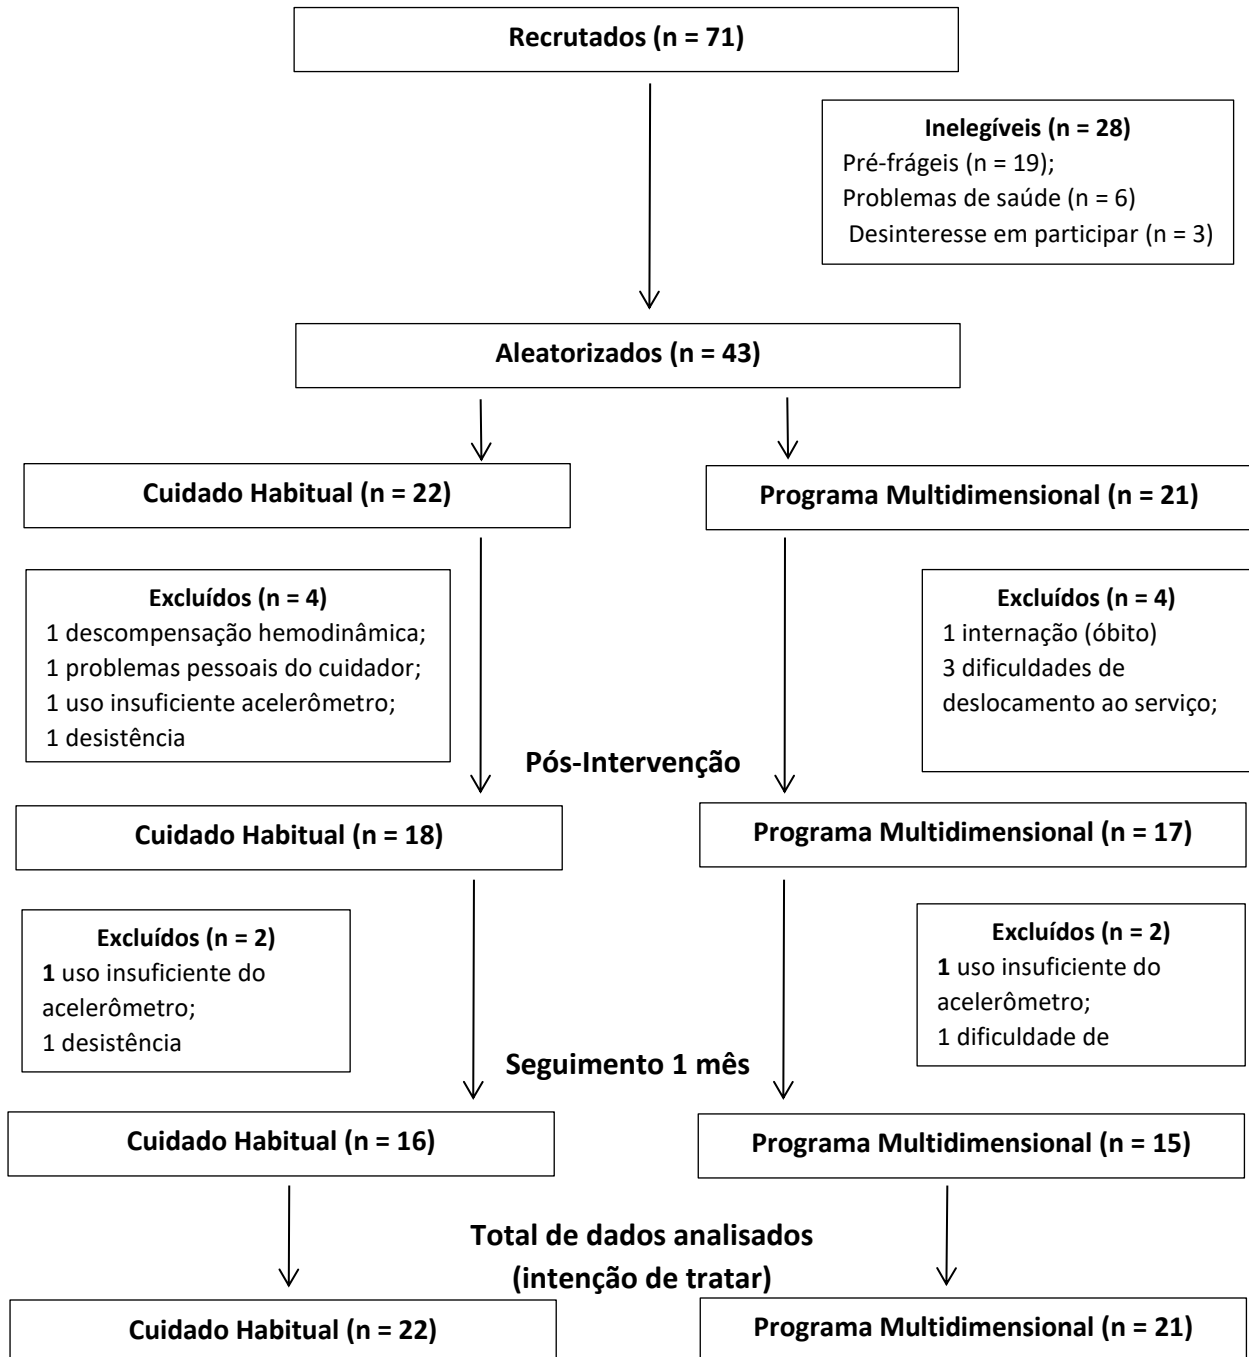 Recrutados (n = 71)
Inelegíveis (n = 28)
Pré-frágeis (n = 19);
Problemas de saúde (n = 6)
Desinteresse em participar (n = 3)
Aleatorizados (n = 43)
Cuidado Habitual (n = 22)
Programa Multidimensional (n = 21)
Excluídos (n = 4)
1 descompensação hemodinâmica;
1 problemas pessoais do cuidador;
1 uso insuficiente acelerômetro;
1 desistência
Excluídos (n = 4)
1 internação (óbito)
3 dificuldades de
deslocamento ao serviço;
Pós-Intervenção
Cuidado Habitual (n = 18)
Programa Multidimensional (n = 17)
Excluídos (n = 2)
1 uso insuficiente do
acelerômetro;
1 desistência
Excluídos (n = 2)
1 uso insuficiente do
acelerômetro;
1 dificuldade de
Seguimento 1 mês
Cuidado Habitual (n = 16)
Programa Multidimensional (n = 15)
Total de dados analisados
(intenção de tratar)
Cuidado Habitual (n = 22)
Programa Multidimensional (n = 21)